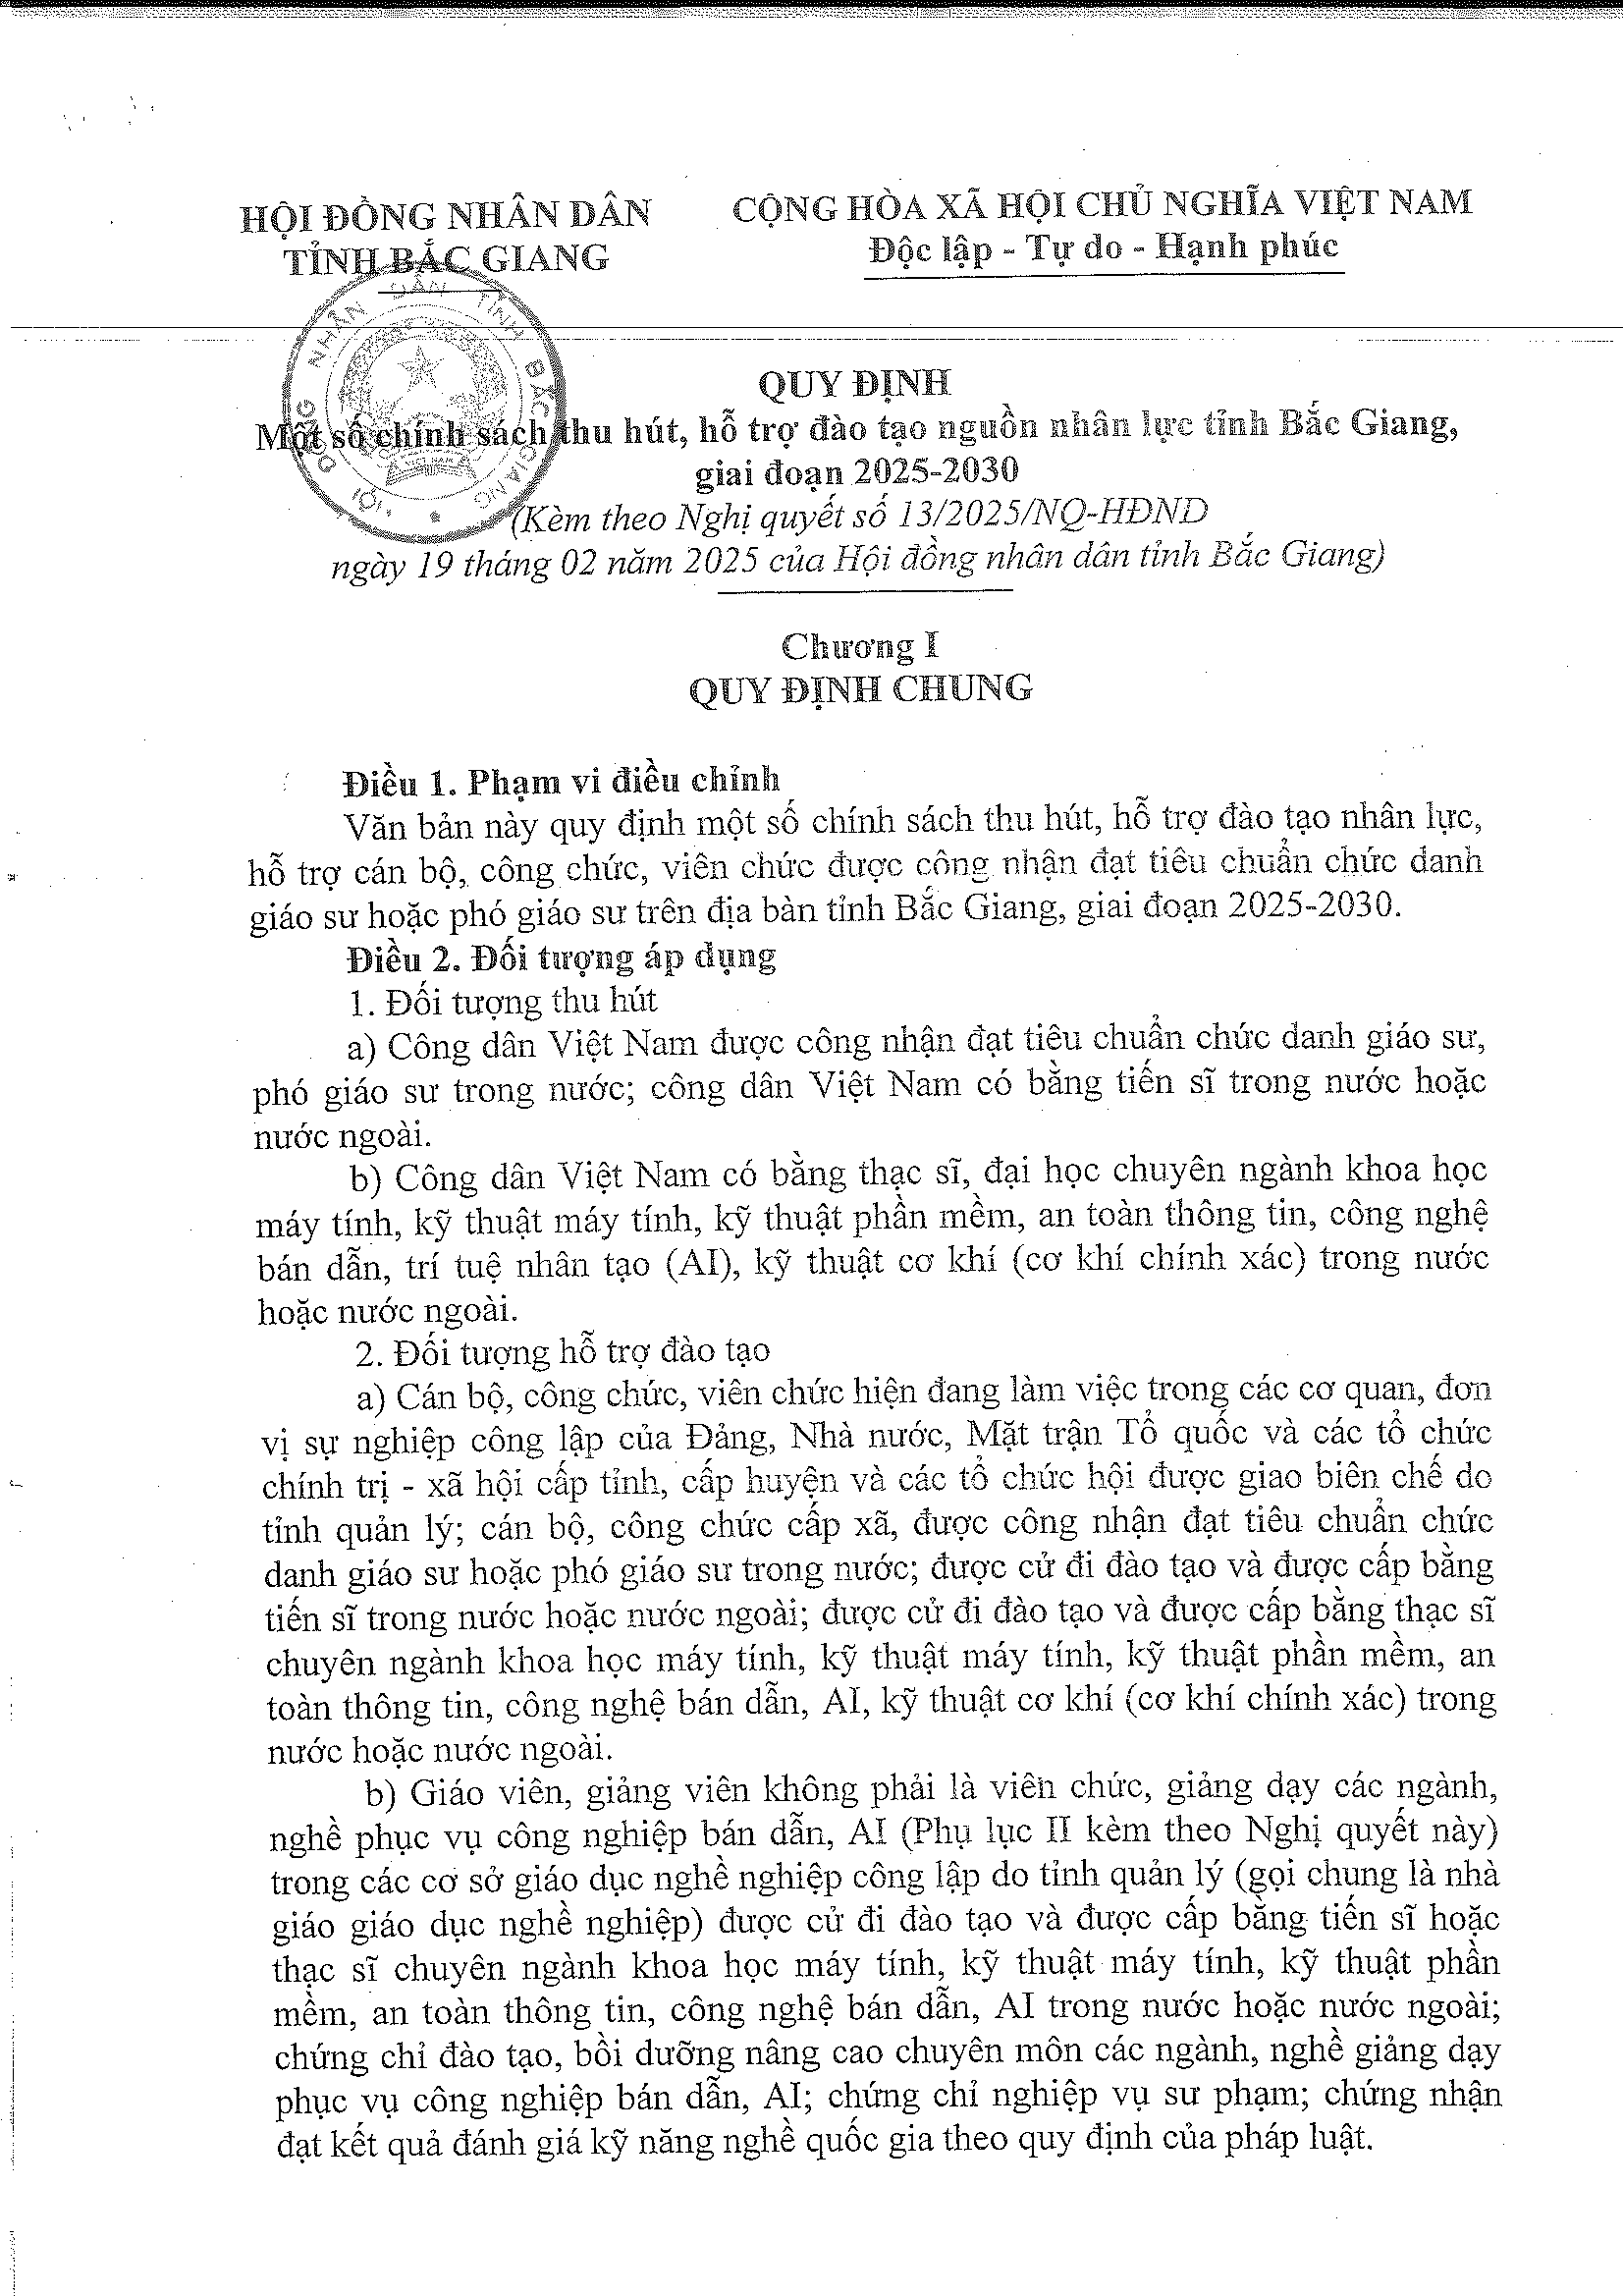 HỘI ĐỒNG NHÂN DÂN
TỈNH BẮC GIANG
CỘNG HÒA XÃ HỘI CHỦ NGHĨA VIỆT NAM
Độc lập - Tự do - Hạnh phúc
NHÂN DÂN TỈNH BẮC GIANG
QUY ĐỊNH
Một số chính sách thu hút, hỗ trợ đào tạo nguồn nhân lực tỉnh Bắc Giang,
giai đoạn 2025-2030
(Kèm theo Nghị quyết số 13/2025/NQ-HĐND
ngày 19 tháng 02 năm 2025 của Hội đồng nhân dân tỉnh Bắc Giang)
Chương I
QUY ĐỊNH CHUNG
Điều 1. Phạm vi điều chỉnh
Văn bản này quy định một số chính sách thu hút, hỗ trợ đào tạo nhân lực,
hỗ trợ cán bộ, công chức, viên chức được công nhận đạt tiêu chuẩn chức danh
giáo sư hoặc phó giáo sư trên địa bàn tỉnh Bắc Giang, giai đoạn 2025-2030.
Điều 2. Đối tượng áp dụng
1. Đối tượng thu hút
a) Công dân Việt Nam được công nhận đạt tiêu chuẩn chức danh giáo sư,
phó giáo sư trong nước; công dân Việt Nam có bằng tiến sĩ trong nước hoặc
nước ngoài.
b) Công dân Việt Nam có bằng thạc sĩ, đại học chuyên ngành khoa học
máy tính, kỹ thuật máy tính, kỹ thuật phần mềm, an toàn thông tin, công nghệ
bán dẫn, trí tuệ nhân tạo (AI), kỹ thuật cơ khí (cơ khí chính xác) trong nước
hoặc nước ngoài.
2. Đối tượng hỗ trợ đào tạo
a) Cán bộ, công chức, viên chức hiện đang làm việc trong các cơ quan, đơn
vị sự nghiệp công lập của Đảng, Nhà nước, Mặt trận Tổ quốc và các tổ chức
chính trị - xã hội cấp tỉnh, cấp huyện và các tổ chức hội được giao biên chế do
tỉnh quản lý; cán bộ, công chức cấp xã, được công nhận đạt tiêu chuẩn chức
danh giáo sư hoặc phó giáo sư trong nước; được cử đi đào tạo và được cấp bằng
tiến sĩ trong nước hoặc nước ngoài; được cử đi đào tạo và được cấp bằng thạc sĩ
chuyên ngành khoa học máy tính, kỹ thuật máy tính, kỹ thuật phần mềm, an
toàn thông tin, công nghệ bán dẫn, AI, kỹ thuật cơ khí (cơ khí chính xác) trong
nước hoặc nước ngoài.
b) Giáo viên, giảng viên không phải là viên chức, giảng dạy các ngành,
nghề phục vụ công nghiệp bán dẫn, AI (Phụ lục II kèm theo Nghị quyết này)
trong các cơ sở giáo dục nghề nghiệp công lập do tỉnh quản lý (gọi chung là nhà
giáo giáo dục nghề nghiệp) được cử đi đào tạo và được cấp bằng tiến sĩ hoặc
thạc sĩ chuyên ngành khoa học máy tính, kỹ thuật máy tính, kỹ thuật phần
mềm, an toàn thông tin, công nghệ bán dẫn, AI trong nước hoặc nước ngoài;
chứng chỉ đào tạo, bồi dưỡng nâng cao chuyên môn các ngành, nghề giảng dạy
phục vụ công nghiệp bán dẫn, AI; chứng chỉ nghiệp vụ sư phạm; chứng nhận
đạt kết quả đánh giá kỹ năng nghề quốc gia theo quy định của pháp luật.